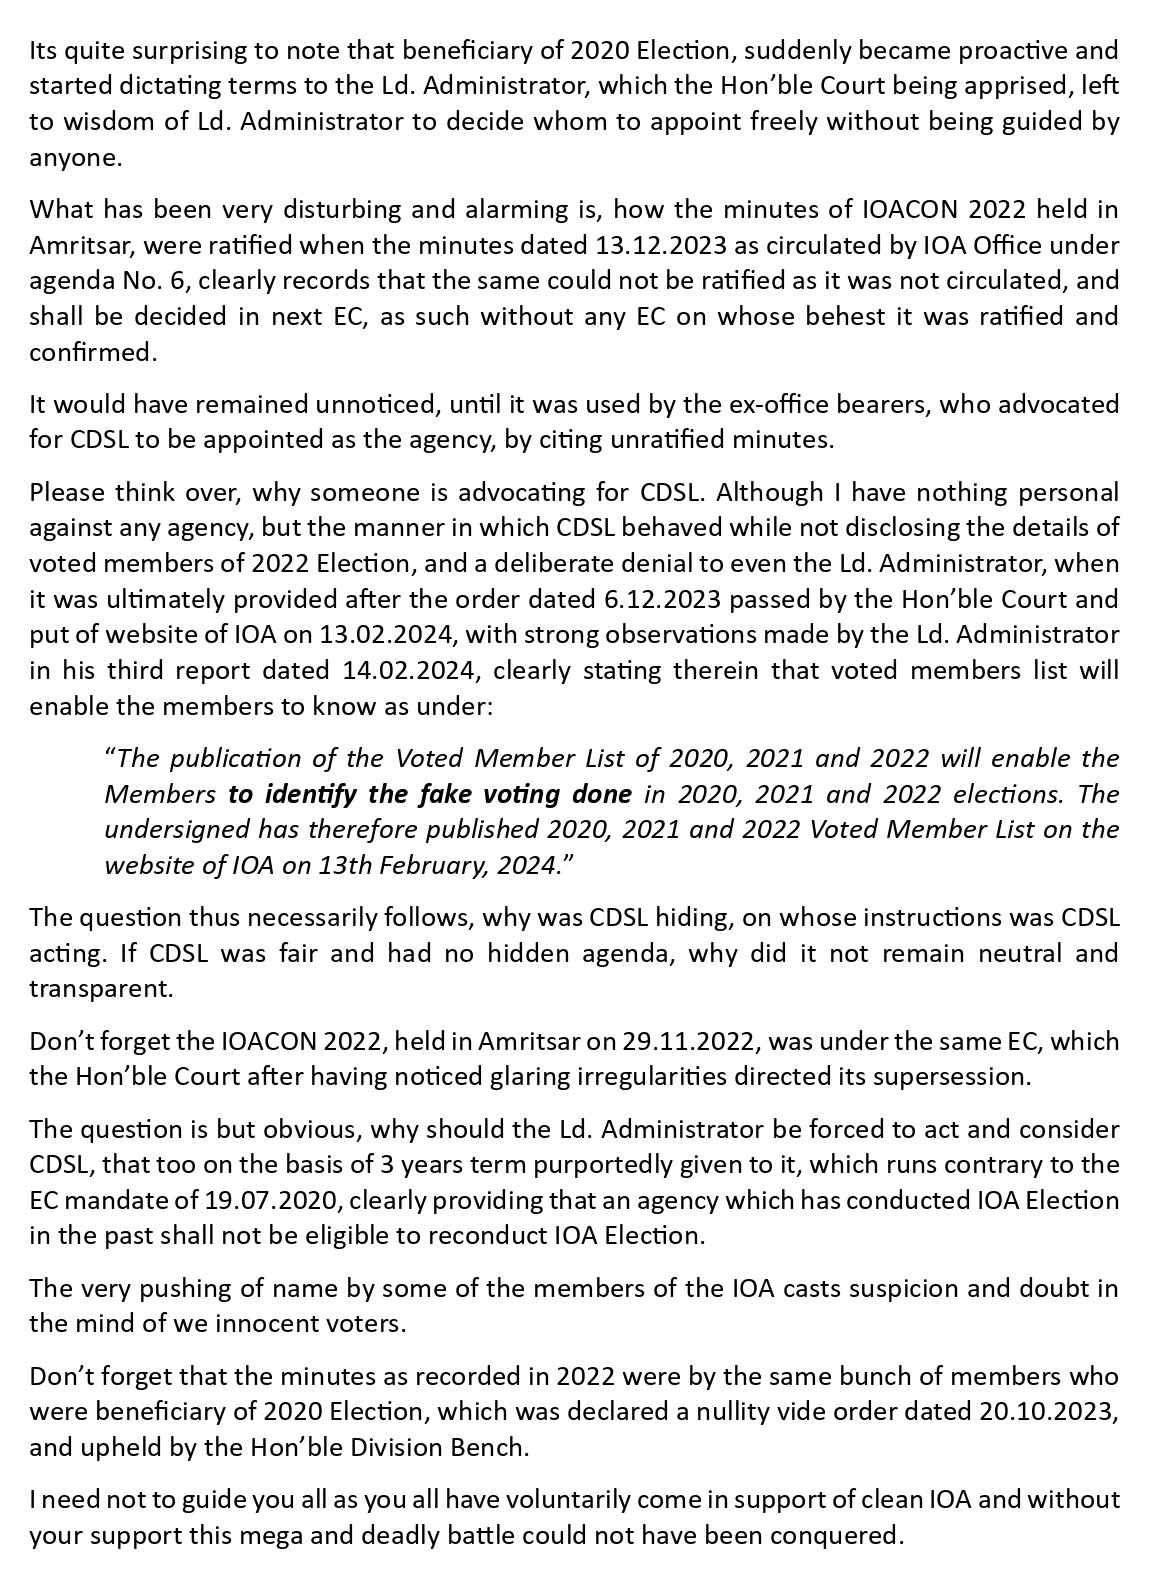 Its quite surprising to note that beneficiary of 2020 Election, suddenly became proactive and
started dictating terms to the Ld. Administrator, which the Hon’ble Court being apprised, left
to wisdom of Ld. Administrator to decide whom to appoint freely without being guided by
anyone.
What has been very disturbing and alarming is, how the minutes of IOACON 2022 held in
Amritsar, were ratified when the minutes dated 13.12.2023 as circulated by IOA Office under
agenda No. 6, clearly records that the same could not be ratified as it was not circulated, and
shall be decided in next EC, as such without any EC on whose behest it was ratified and
confirmed.
It would have remained unnoticed, until it was used by the ex-office bearers, who advocated
for CDSL to be appointed as the agency, by citing unratified minutes.
Please think over, why someone is advocating for CDSL. Although I have nothing personal
against any agency, but the manner in which CDSL behaved while not disclosing the details of
voted members of 2022 Election, and a deliberate denial to even the Ld. Administrator, when
it was ultimately provided after the order dated 6.12.2023 passed by the Hon’ble Court and
put of website of IOA on 13.02.2024, with strong observations made by the Ld. Administrator
in his third report dated 14.02.2024, clearly stating therein that voted members list will
enable the members to know as under:
“The publication of the Voted Member List of 2020, 2021 and 2022 will enable the
Members to identify the fake voting done in 2020, 2021 and 2022 elections. The
undersigned has therefore published 2020, 2021 and 2022 Voted Member List on the
website of IOA on 13th February, 2024.”
The question thus necessarily follows, why was CDSL hiding, on whose instructions was CDSL
acting. If CDSL was fair and had no hidden agenda, why did it not remain neutral and
transparent.
Don’t forget the IOACON 2022, held in Amritsar on 29.11.2022, was under the same EC, which
the Hon’ble Court after having noticed glaring irregularities directed its supersession.
The question is but obvious, why should the Ld. Administrator be forced to act and consider
CDSL, that too on the basis of 3 years term purportedly given to it, which runs contrary to the
EC mandate of 19.07.2020, clearly providing that an agency which has conducted IOA Election
in the past shall not be eligible to reconduct IOA Election.
The very pushing of name by some of the members of the IOA casts suspicion and doubt in
the mind of we innocent voters.
Don’t forget that the minutes as recorded in 2022 were by the same bunch of members who
were beneficiary of 2020 Election, which was declared a nullity vide order dated 20.10.2023,
and upheld by the Hon’ble Division Bench.
I need not to guide you all as you all have voluntarily come in support of clean IOA and without
your support this mega and deadly battle could not have been conquered.